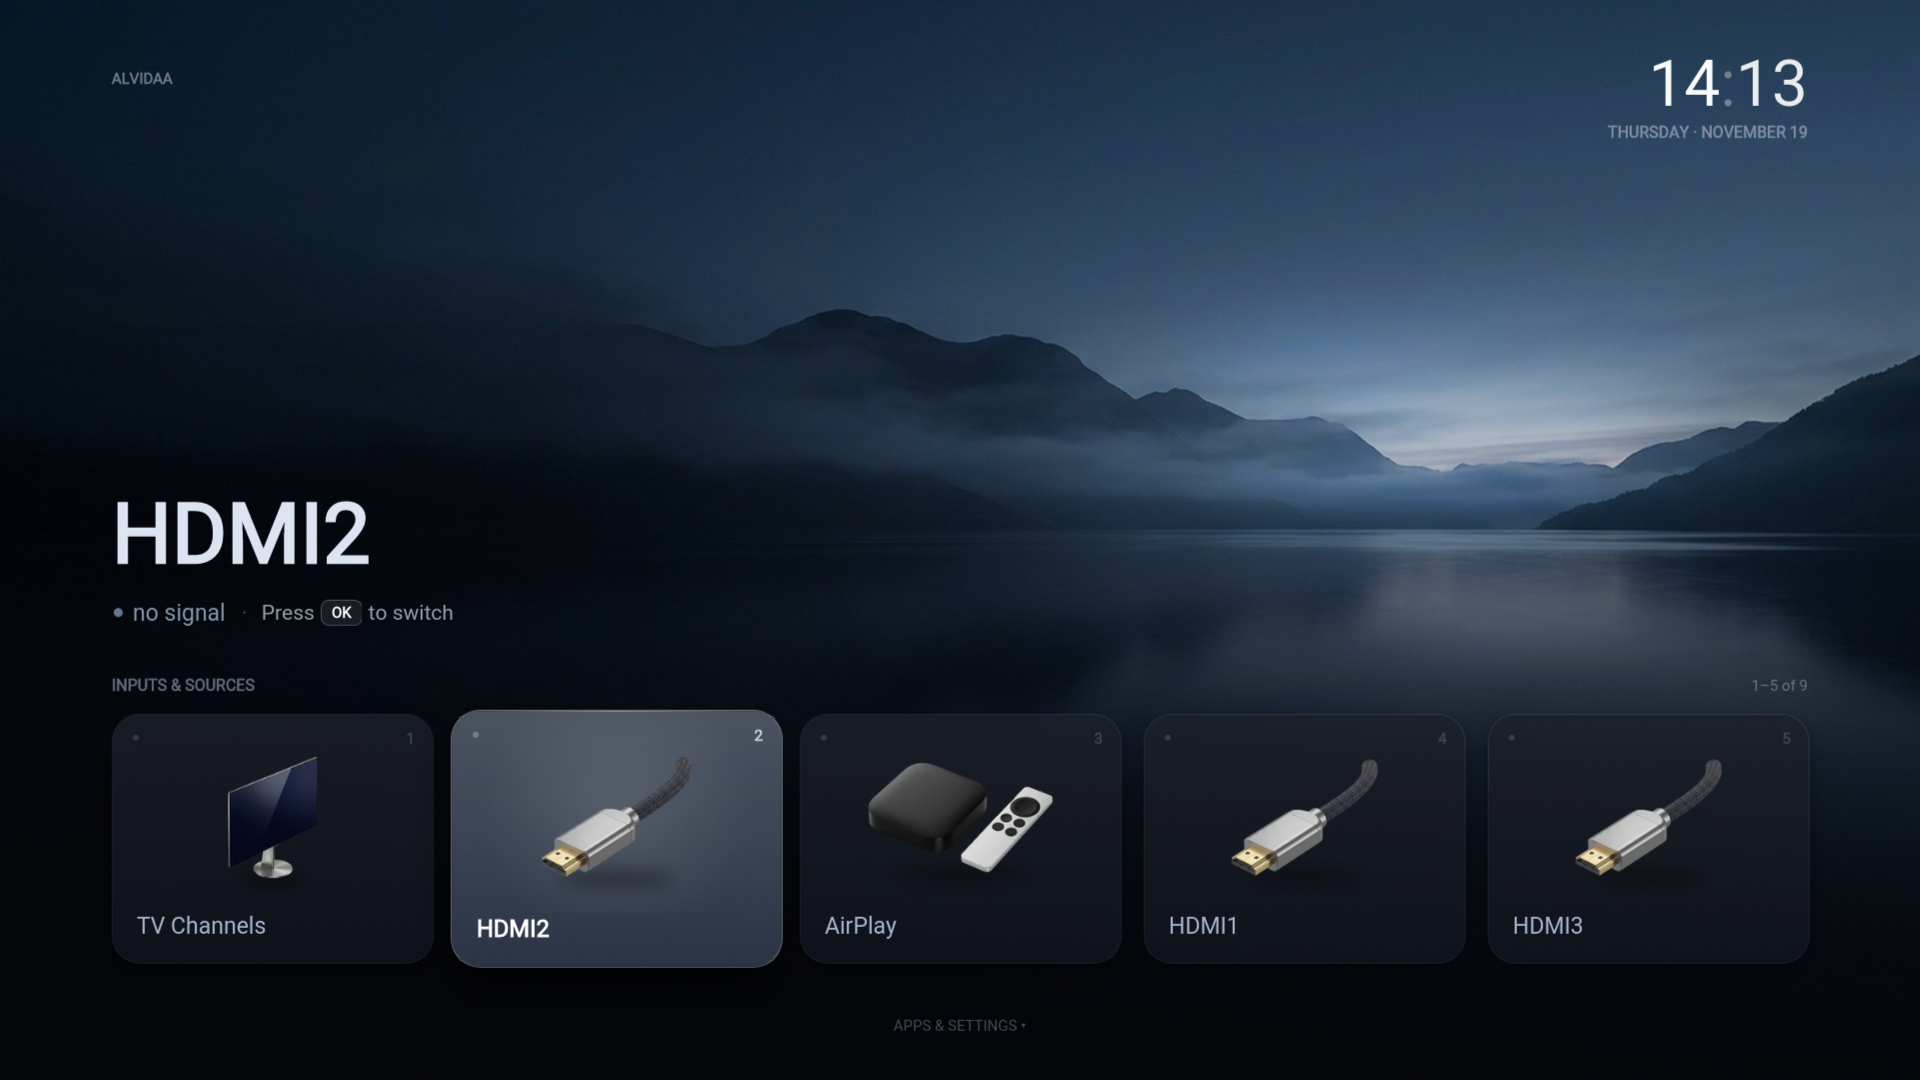 ALVIDAA
14:13
THURSDAY · NOVEMBER 19
HDMI2
no signal · Press OK to switch
INPUTS & SOURCES
1–5 of 9
1
2
3
4
5
TV Channels
HDMI2
AirPlay
HDMI1
HDMI3
APPS & SETTINGS